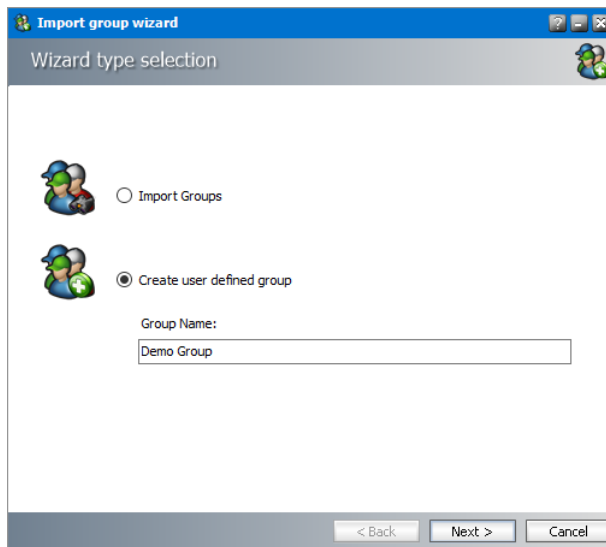 Import group wizard
Wizard type selection
Import Groups
Create user defined group
Group Name:
Demo Group
< Back Next > Cancel